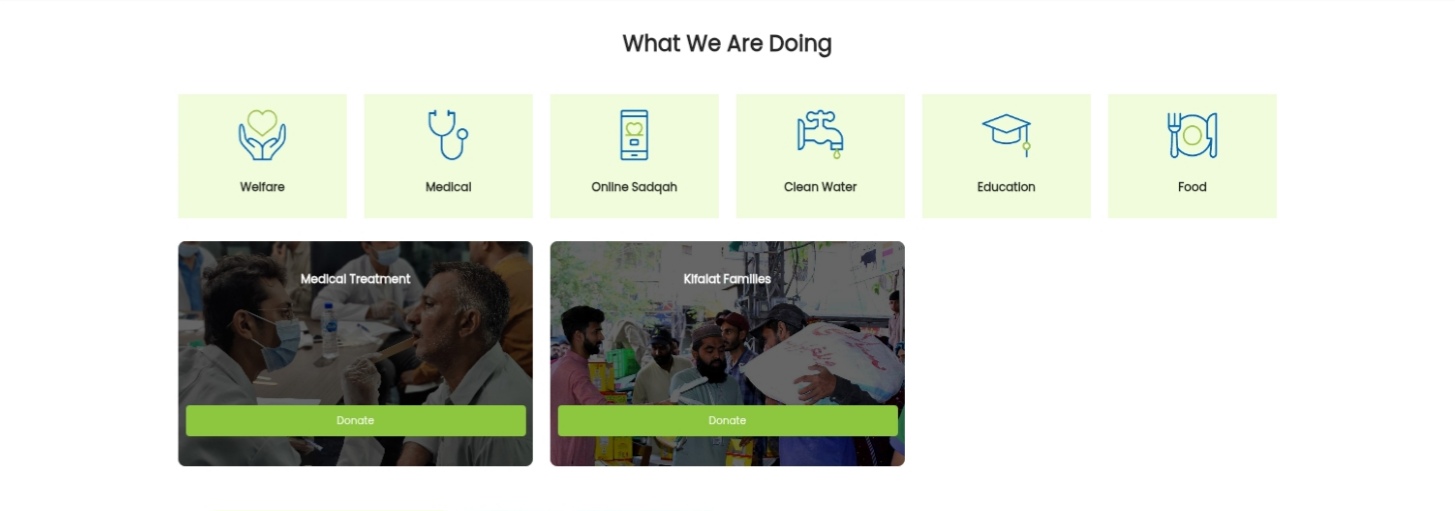 What We Are Doing
Welfare
Medical
Online Sadqah
Clean Water
Education
Food
Medical Treatment
Kifalat Families
Donate
Donate